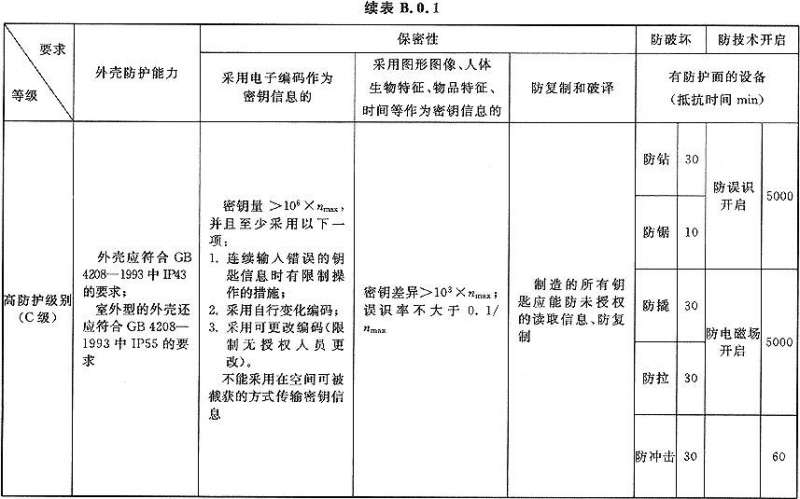 续表 B.0.1
要求
等级
外壳防护能力
保密性
防破坏
防技术开启
采用电子编码作为
密钥信息的
采用图形图像、人体
生物特征、物品特征、
时间等作为密钥信息的
防复制和破译
有防护面的设备
(抵抗时间 min)
高防护级别
(C 级)
外壳应符合 GB
4208—1993 中 IP43
的要求;
室外型的外壳还
应符合 GB 4208—
1993 中 IP55 的要
求
密钥量 >10⁶×nmax,
并且至少采用以下一
项:
1. 连续输入错误的钥
匙信息时有限制操
作的措施;
2. 采用自行变化编码;
3. 采用可更改编码(限
制无授权人员更
改)。
不能采用在空间可被
截获的方式传输密钥信
息
密钥差异>10³×nmax;
误识率不大于 0.1/
nmax
制造的所有钥
匙应能防未授权
的读取信息、防复
制
防钻 30
防锯 10
防撬 30
防拉 30
防冲击 30
防误识
开启
5000
防电磁场
开启
5000
60